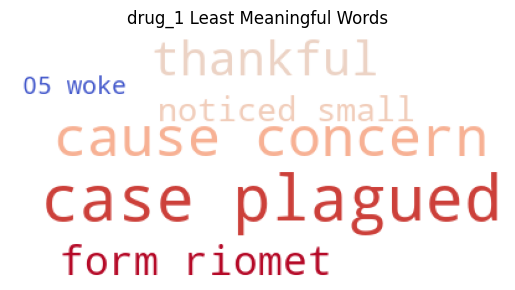 drug_1 Least Meaningful Words
thankful
05 woke
noticed small
cause concern
case plagued
form riomet